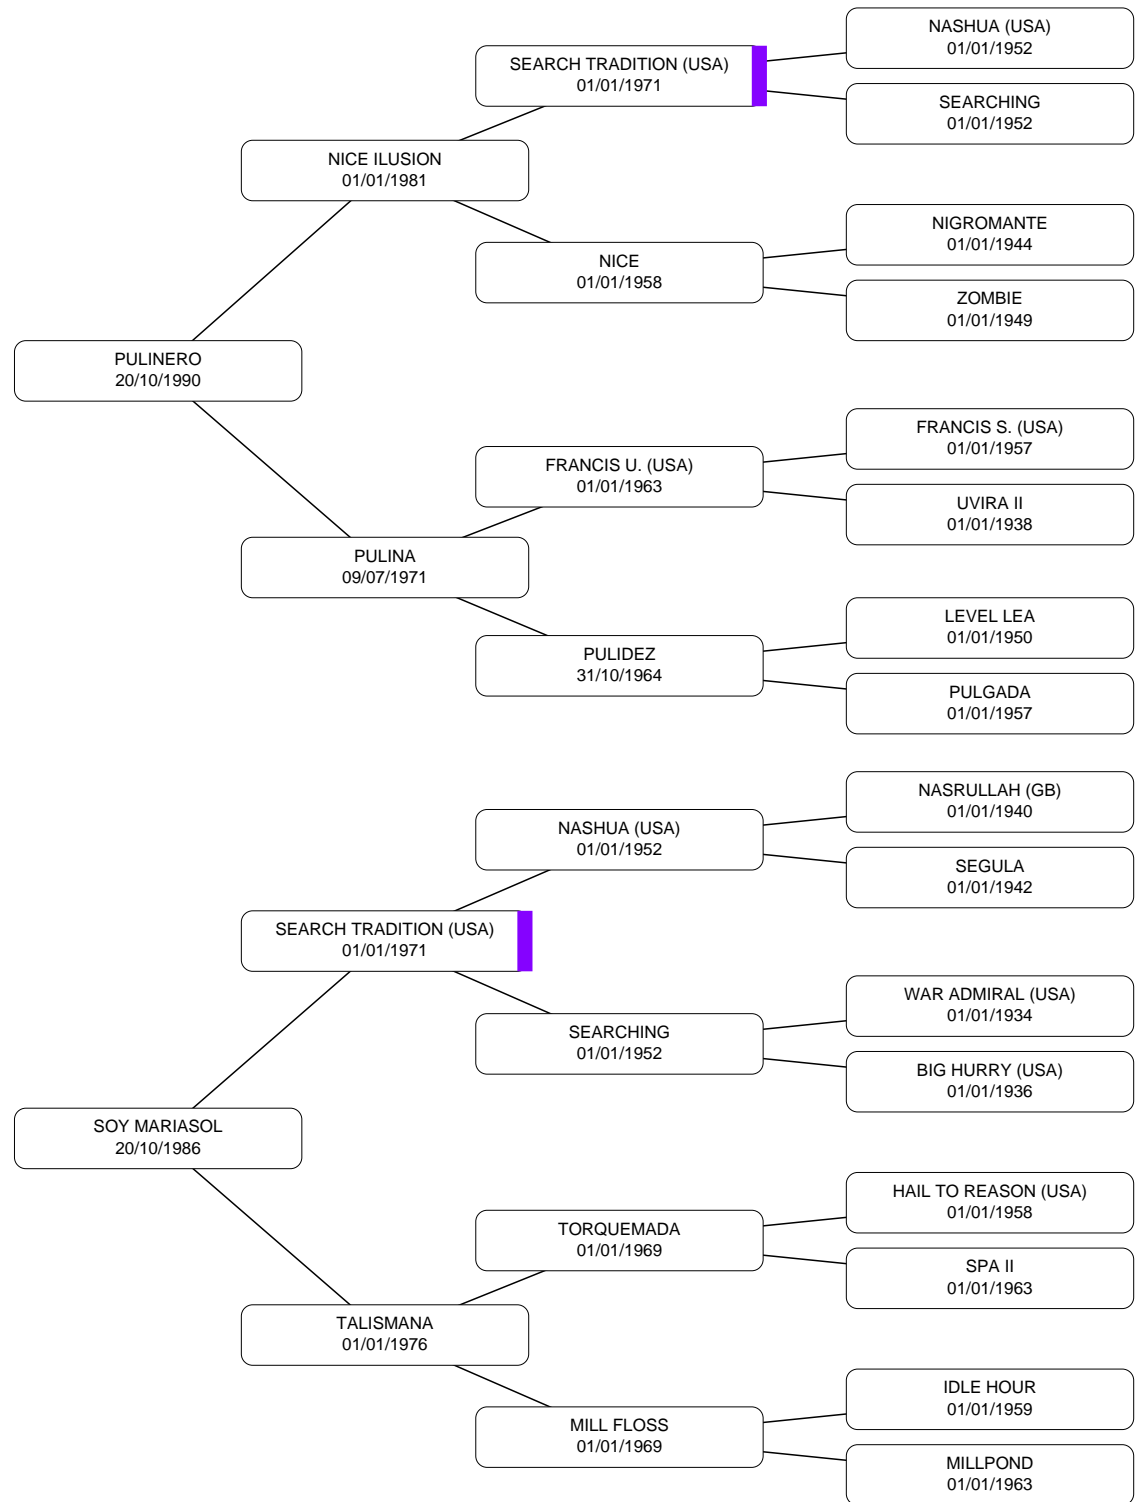 NASHUA (USA)
01/01/1952
SEARCH TRADITION (USA)
01/01/1971
SEARCHING
01/01/1952
NICE ILUSION
01/01/1981
NIGROMANTE
01/01/1944
NICE
01/01/1958
ZOMBIE
01/01/1949
PULINERO
20/10/1990
FRANCIS S. (USA)
01/01/1957
FRANCIS U. (USA)
01/01/1963
UVIRA II
01/01/1938
PULINA
09/07/1971
LEVEL LEA
01/01/1950
PULIDEZ
31/10/1964
PULGADA
01/01/1957
NASRULLAH (GB)
01/01/1940
NASHUA (USA)
01/01/1952
SEGULA
01/01/1942
SEARCH TRADITION (USA)
01/01/1971
WAR ADMIRAL (USA)
01/01/1934
SEARCHING
01/01/1952
BIG HURRY (USA)
01/01/1936
SOY MARIASOL
20/10/1986
HAIL TO REASON (USA)
01/01/1958
TORQUEMADA
01/01/1969
SPA II
01/01/1963
TALISMANA
01/01/1976
IDLE HOUR
01/01/1959
MILL FLOSS
01/01/1969
MILLPOND
01/01/1963